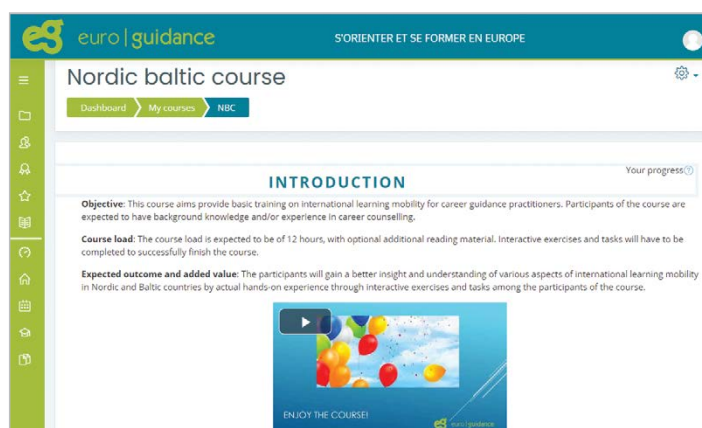 eg euro|guidance
S'ORIENTER ET SE FORMER EN EUROPE
Nordic baltic course
Dashboard
My courses
NBC
Your progress
INTRODUCTION
Objective: This course aims provide basic training on international learning mobility for career guidance practitioners. Participants of the course are
expected to have background knowledge and/or experience in career counselling.
Course load: The course load is expected to be of 12 hours, with optional additional reading material. Interactive exercises and tasks will have to be
completed to successfully finish the course.
Expected outcome and added value: The participants will gain a better insight and understanding of various aspects of international learning mobility
in Nordic and Baltic countries by actual hands-on experience through interactive exercises and tasks among the participants of the course.
ENJOY THE COURSE!
eg euro|guidance